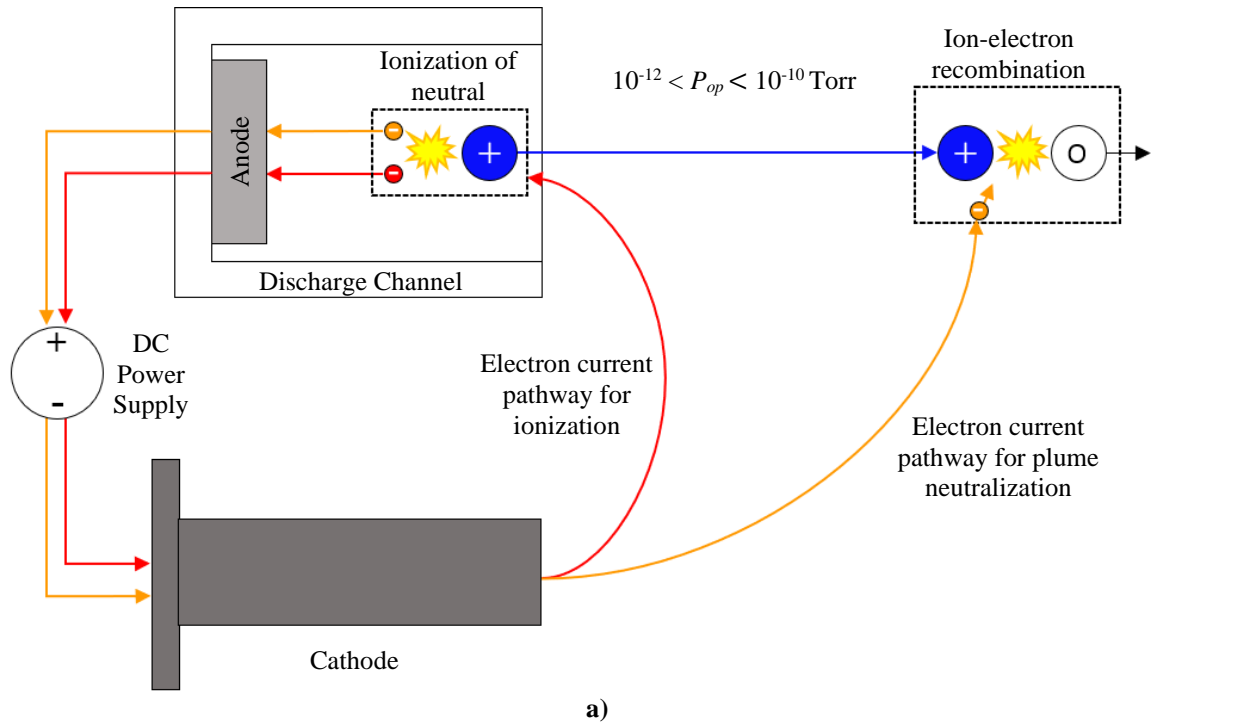 Ionization of
neutral
-
-
+
Anode
Discharge Channel
10⁻¹² < P_op < 10⁻¹⁰ Torr
Ion-electron
recombination
+
O
-
+
-
DC
Power
Supply
Electron current
pathway for
ionization
Electron current
pathway for plume
neutralization
Cathode
a)